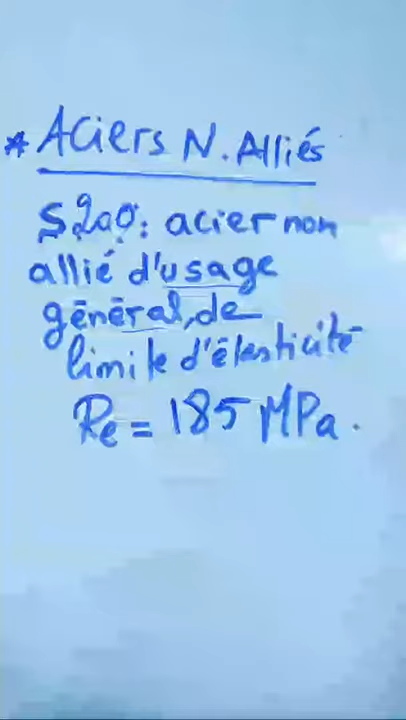 * Aciers N. Alliés
S200: acier non
allié d'usage
général, de
limite d'élasticité
Re = 185 MPa.